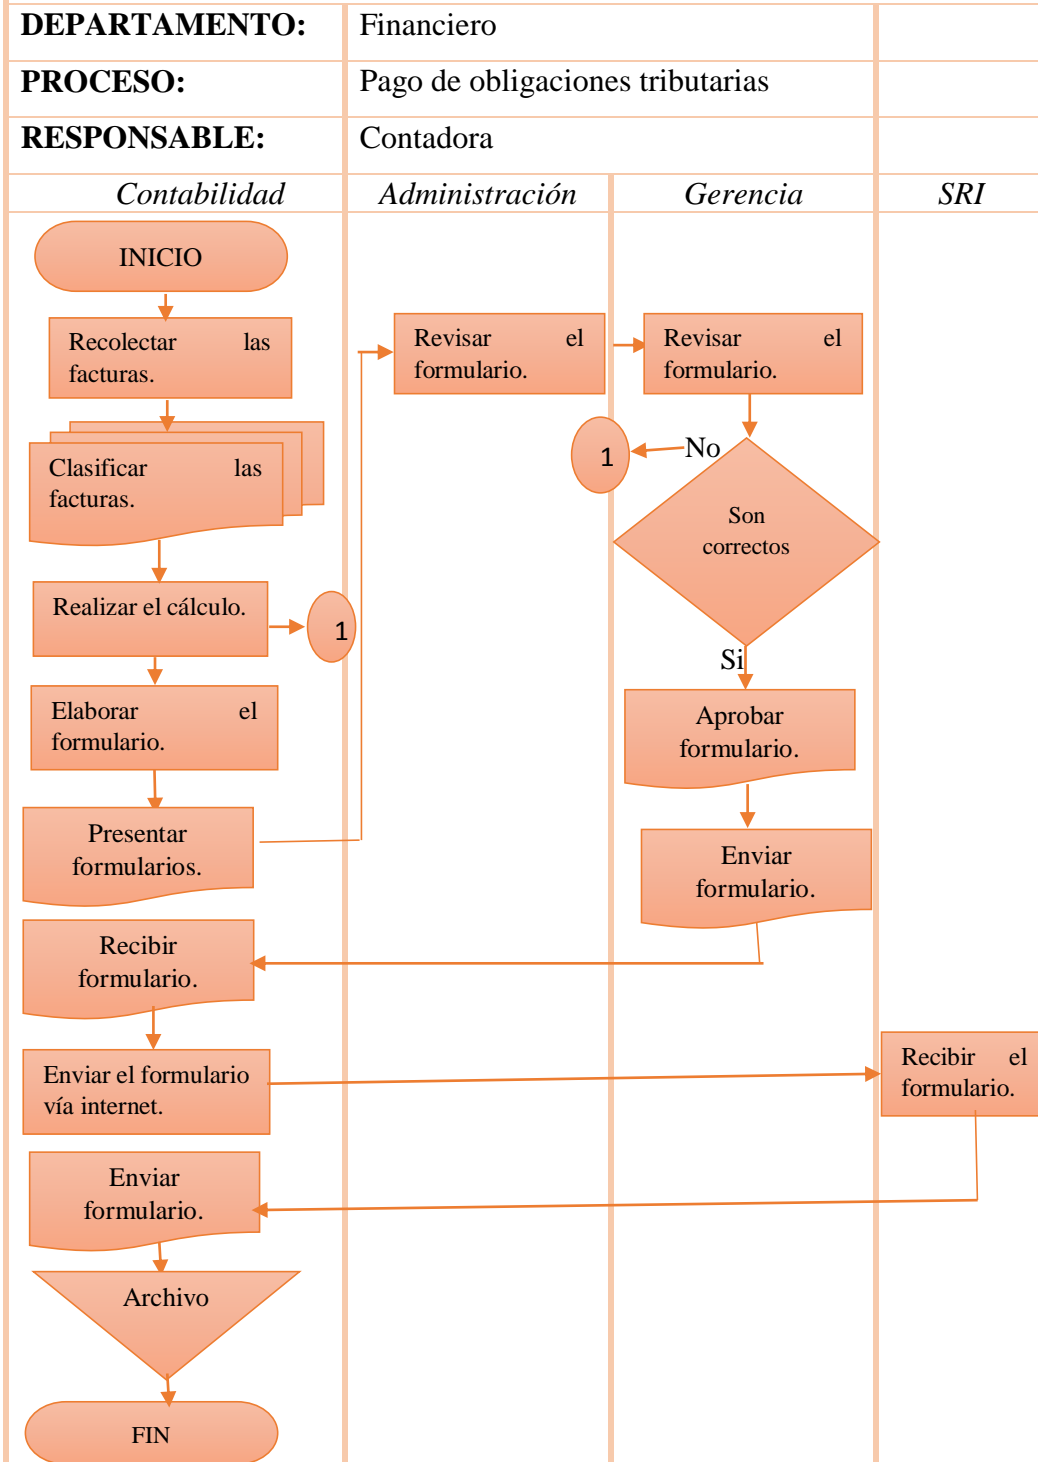 DEPARTAMENTO: Financiero
PROCESO: Pago de obligaciones tributarias
RESPONSABLE: Contadora
Contabilidad Administración Gerencia SRI
INICIO
Recolectar las
facturas.
Clasificar las
facturas.
Realizar el cálculo.
1
Elaborar el
formulario.
Presentar
formularios.
Revisar el
formulario.
Revisar el
formulario.
No
1
Son
correctos
Si
Aprobar
formulario.
Enviar
formulario.
Recibir
formulario.
Enviar el formulario
vía internet.
Recibir el
formulario.
Enviar
formulario.
Archivo
FIN